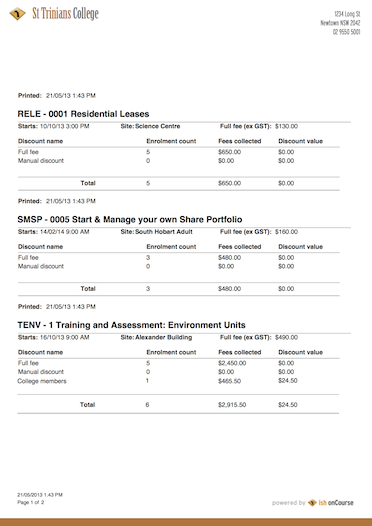 St Trinians College
1234 Long St
Newtown NSW 2042
02 9550 5001
Printed: 21/05/13 1:43 PM
RELE - 0001 Residential Leases
Starts: 10/10/13 3:00 PM Site: Science Centre Full fee (ex GST): $130.00
Discount name Enrolment count Fees collected Discount value
Full fee 5 $650.00 $0.00
Manual discount 0 $0.00 $0.00
Total 5 $650.00 $0.00
Printed: 21/05/13 1:43 PM
SMSP - 0005 Start & Manage your own Share Portfolio
Starts: 14/02/14 9:00 AM Site: South Hobart Adult Full fee (ex GST): $160.00
Discount name Enrolment count Fees collected Discount value
Full fee 3 $480.00 $0.00
Manual discount 0 $0.00 $0.00
Total 3 $480.00 $0.00
Printed: 21/05/13 1:43 PM
TENV - 1 Training and Assessment: Environment Units
Starts: 16/10/13 9:00 AM Site: Alexander Building Full fee (ex GST): $490.00
Discount name Enrolment count Fees collected Discount value
Full fee 5 $2,450.00 $0.00
Manual discount 0 $0.00 $0.00
College members 1 $465.50 $24.50
Total 6 $2,915.50 $24.50
21/05/2013 1:43 PM
Page 1 of 2
powered by ish onCourse